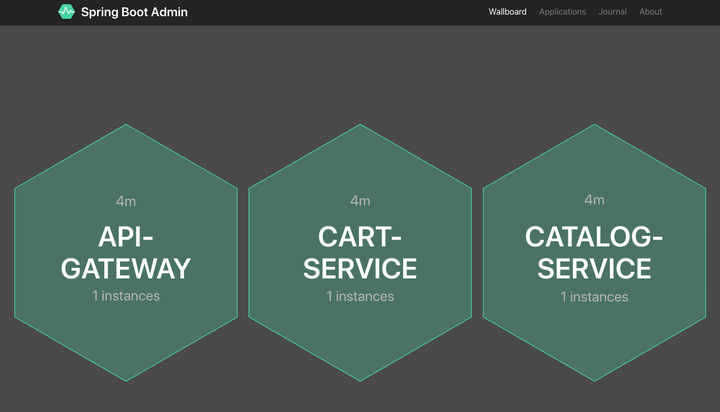 Spring Boot Admin
Wallboard Applications Journal About
4m
API-
GATEWAY
1 instances
4m
CART-
SERVICE
1 instances
4m
CATALOG-
SERVICE
1 instances